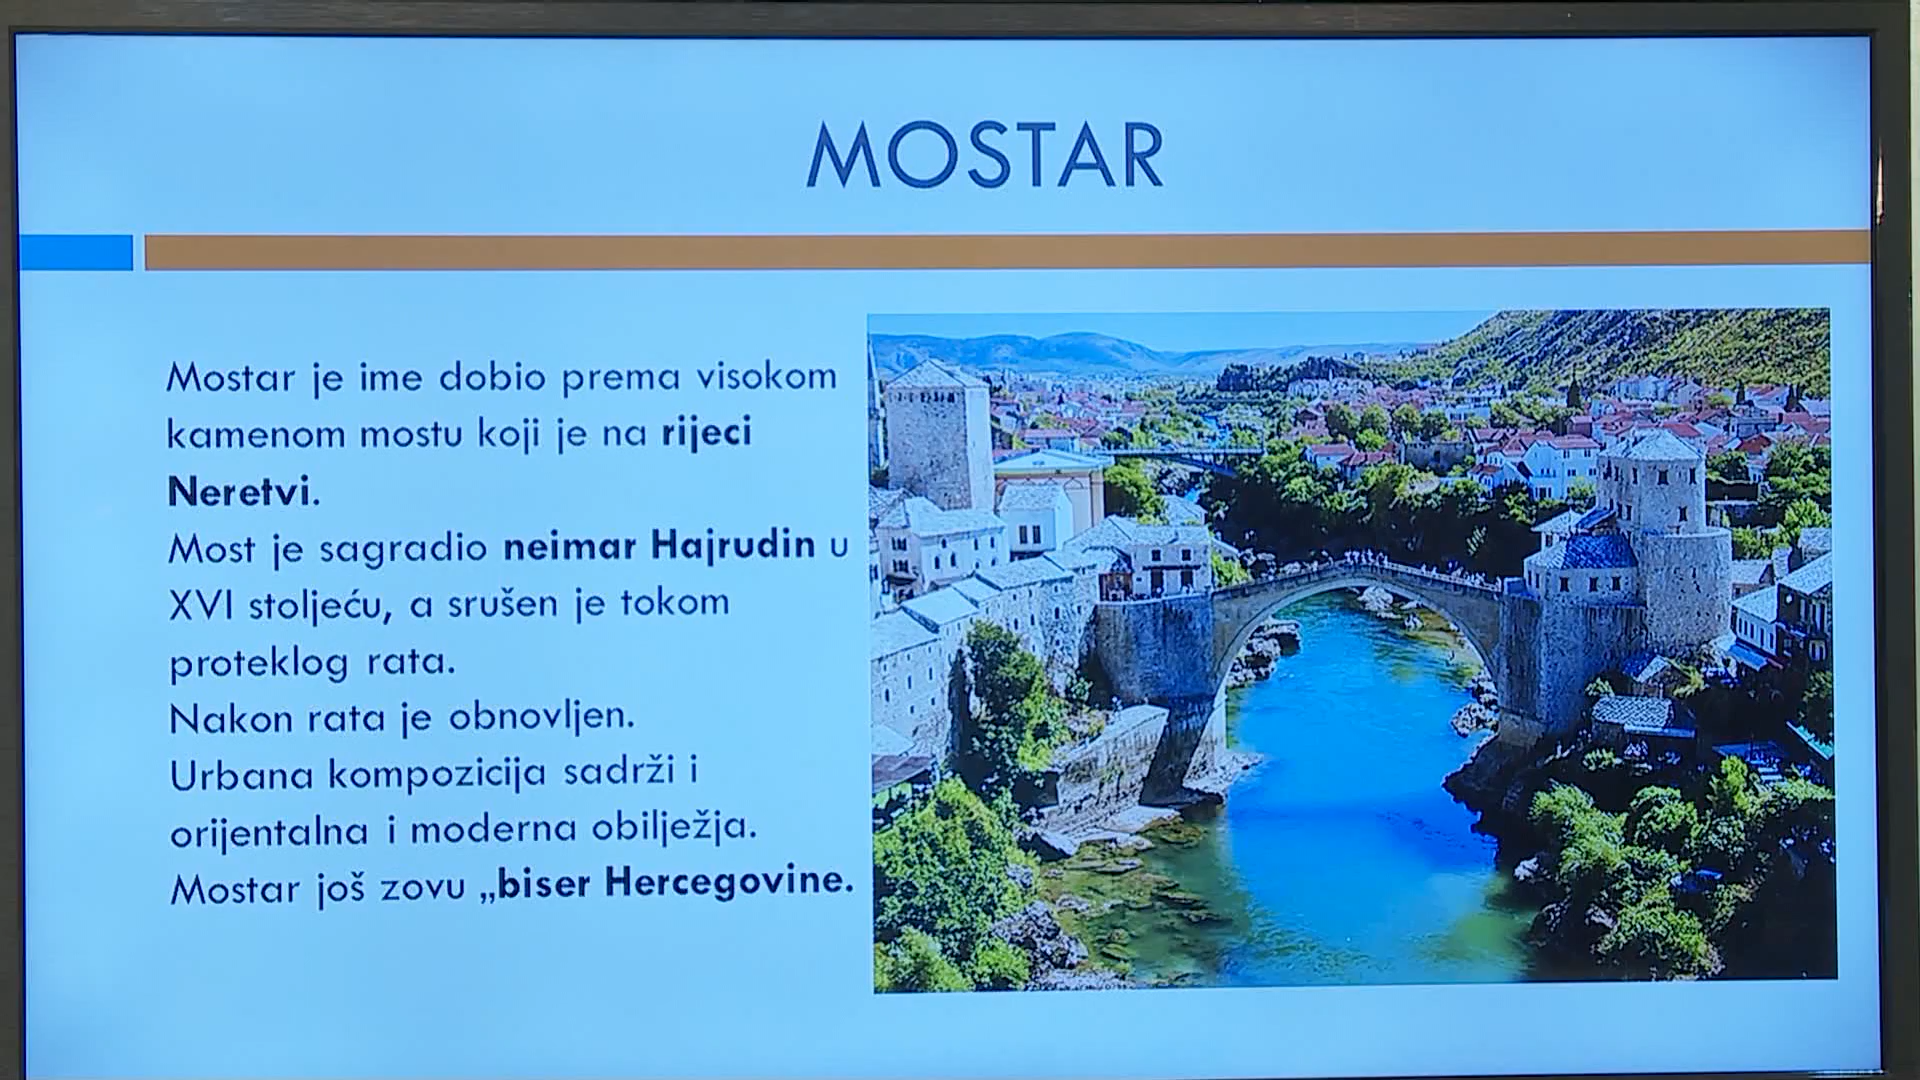 MOSTAR
Mostar je ime dobio prema visokom
kamenom mostu koji je na rijeci
Neretvi.
Most je sagradio neimar Hajrudin u
XVI stoljeću, a srušen je tokom
proteklog rata.
Nakon rata je obnovljen.
Urbana kompozicija sadrži i
orijentalna i moderna obilježja.
Mostar još zovu „biser Hercegovine.